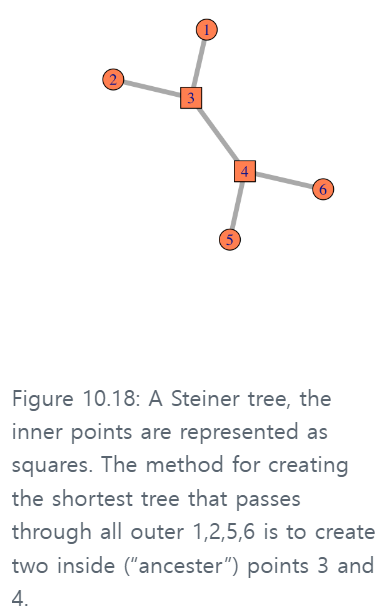 1
2
3
4
6
5
Figure 10.18: A Steiner tree, the
inner points are represented as
squares. The method for creating
the shortest tree that passes
through all outer 1,2,5,6 is to create
two inside (“ancester”) points 3 and
4.